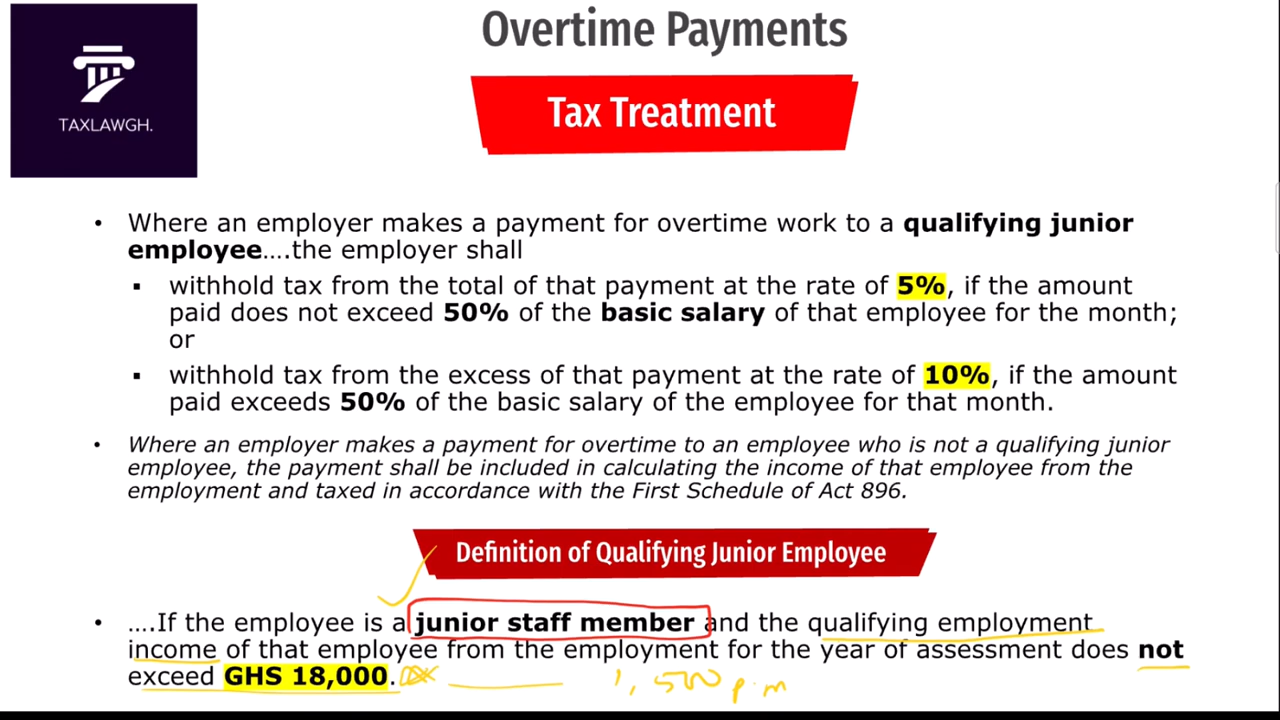 TAXLAWGH.
Overtime Payments
Tax Treatment
• Where an employer makes a payment for overtime work to a qualifying junior
employee….the employer shall
▪ withhold tax from the total of that payment at the rate of 5%, if the amount
paid does not exceed 50% of the basic salary of that employee for the month;
or
▪ withhold tax from the excess of that payment at the rate of 10%, if the amount
paid exceeds 50% of the basic salary of the employee for that month.
• Where an employer makes a payment for overtime to an employee who is not a qualifying junior
employee, the payment shall be included in calculating the income of that employee from the
employment and taxed in accordance with the First Schedule of Act 896.
Definition of Qualifying Junior Employee
• ….If the employee is a junior staff member and the qualifying employment
income of that employee from the employment for the year of assessment does not
exceed GHS 18,000. 1,500 p.m